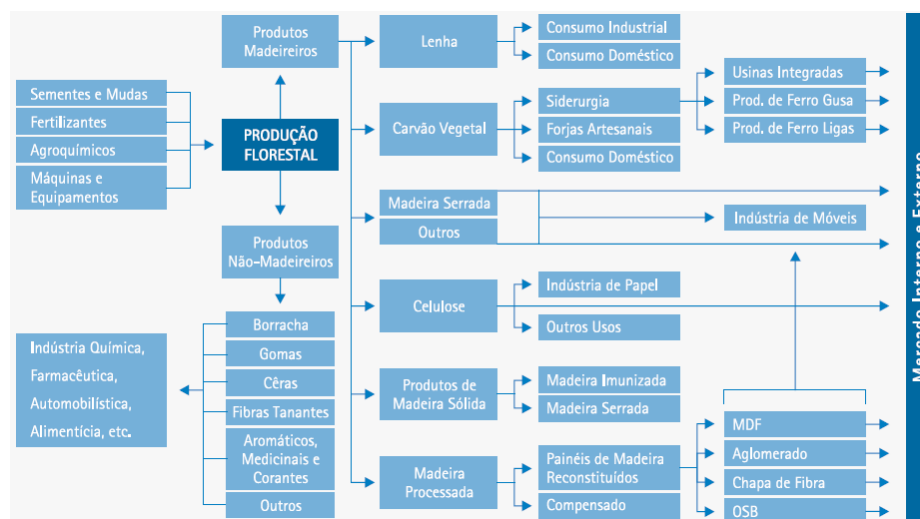 Sementes e Mudas
Fertilizantes
Agroquímicos
Máquinas e
Equipamentos
PRODUÇÃO
FLORESTAL
Produtos
Madeireiros
Produtos
Não-Madeireiros
Borracha
Gomas
Cêras
Fibras Tanantes
Aromáticos,
Medicinais e
Corantes
Outros
Indústria Química,
Farmacêutica,
Automobilística,
Alimentícia, etc.
Lenha
Consumo Industrial
Consumo Doméstico
Carvão Vegetal
Siderurgia
Forjas Artesanais
Consumo Doméstico
Usinas Integradas
Prod. de Ferro Gusa
Prod. de Ferro Ligas
Madeira Serrada
Outros
Indústria de Móveis
Celulose
Indústria de Papel
Outros Usos
Produtos de
Madeira Sólida
Madeira Imunizada
Madeira Serrada
Madeira
Processada
Painéis de Madeira
Reconstituídos
Compensado
MDF
Aglomerado
Chapa de Fibra
OSB
Mercado Interno e Externo